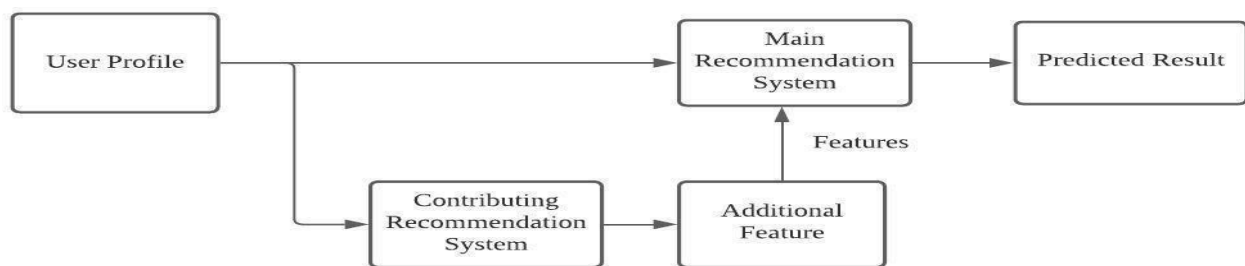 User Profile
Main
Recommendation
System
Predicted Result
Features
Contributing
Recommendation
System
Additional
Feature